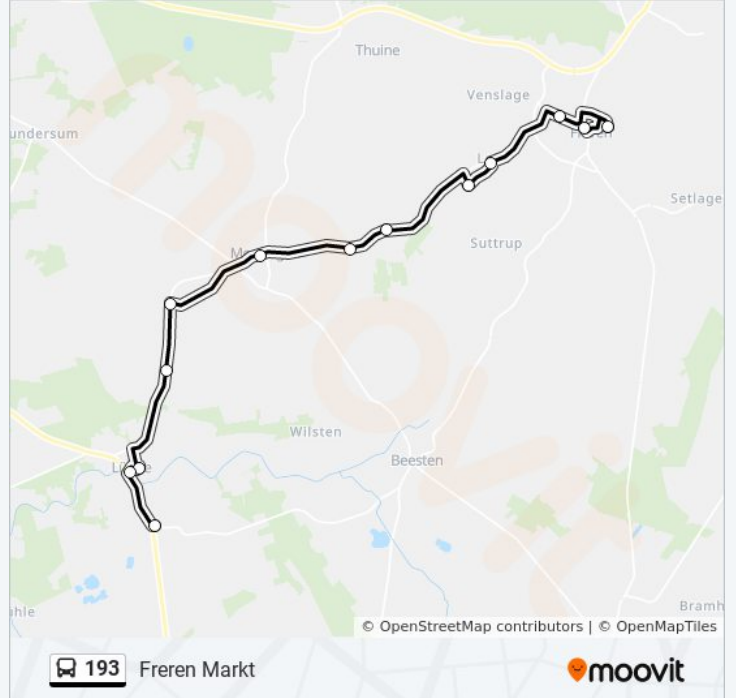 Thuine
Venslage
undersum
Setlage
Suttrup
Wilsten
Beesten
ahle
Bramh
© OpenStreetMap contributors | © OpenMapTiles
193 Freren Markt
moovit